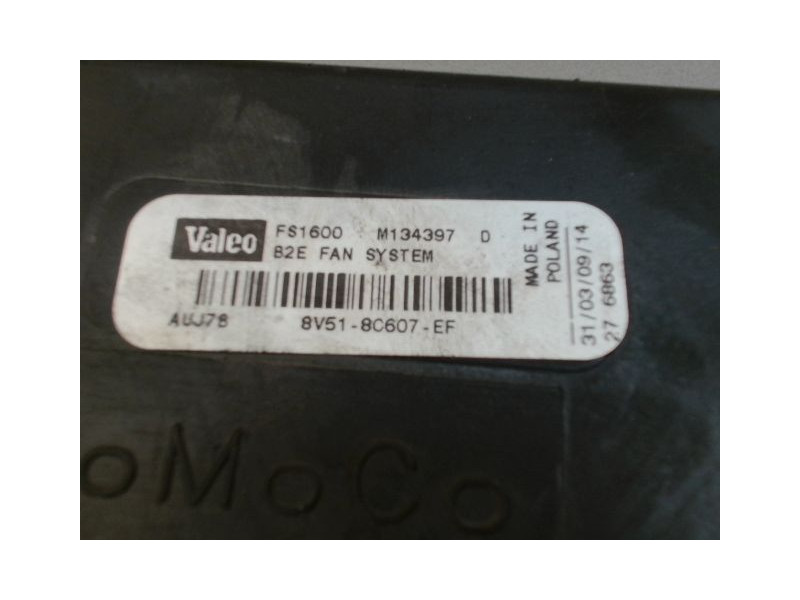 Valeo
FS1600 M134397 D
B2E FAN SYSTEM
AUJ78 8V51-8C607-EF
MADE IN
POLAND
31/03/09/14
27 6863
oMoCo